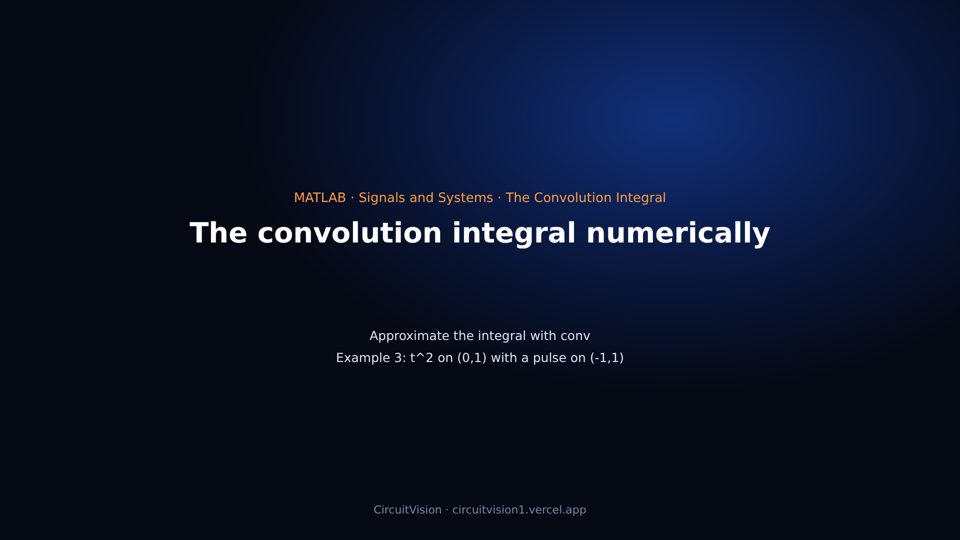 MATLAB · Signals and Systems · The Convolution Integral
The convolution integral numerically
Approximate the integral with conv
Example 3: t^2 on (0,1) with a pulse on (-1,1)
CircuitVision · circuitvision1.vercel.app